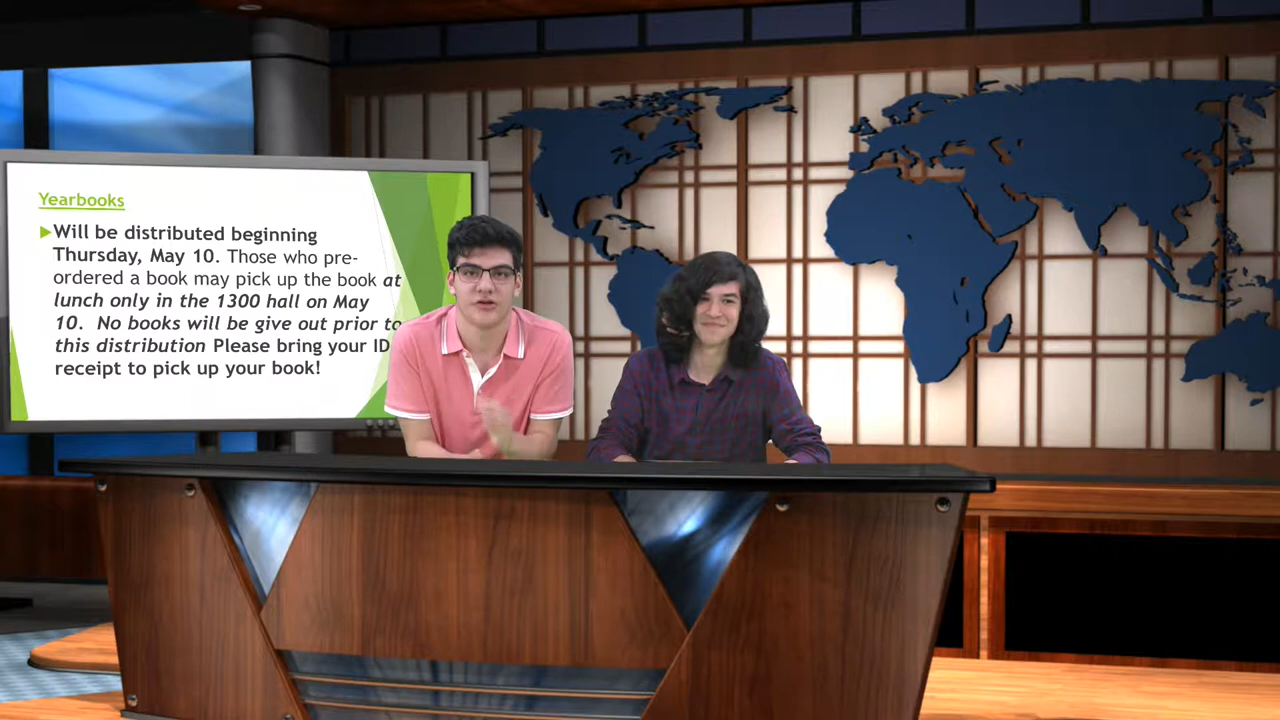 Yearbooks
Will be distributed beginning
Thursday, May 10. Those who pre-
ordered a book may pick up the book at
lunch only in the 1300 hall on May
10. No books will be give out prior to
this distribution Please bring your ID
receipt to pick up your book!